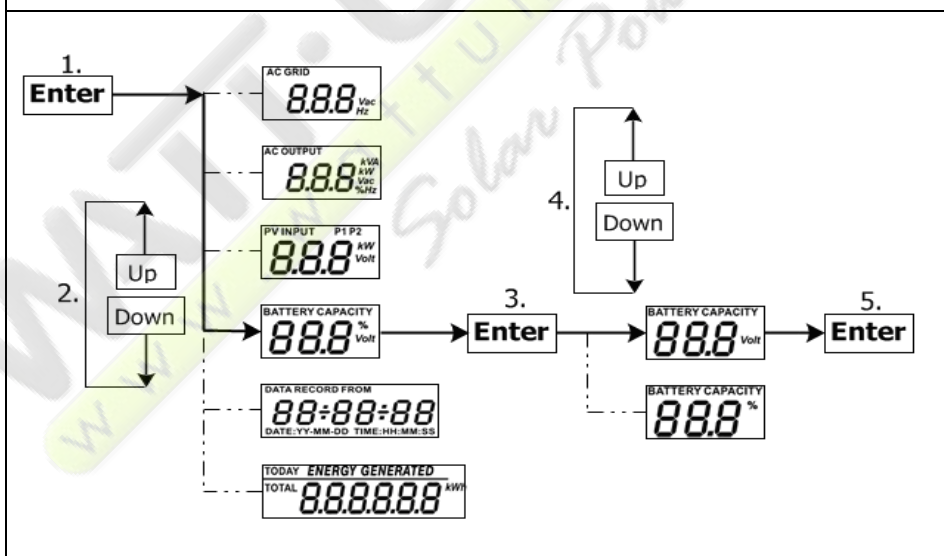 1.
Enter
AC GRID
8.8.8 Vac
Hz
AC OUTPUT
8.8.8 kVA
kW
Vac
%Hz
2.
Up
Down
PV INPUT P1 P2
8.8.8 kW
Volt
BATTERY CAPACITY
88.8 %
Volt
3.
Enter
4.
Up
Down
BATTERY CAPACITY
88.8 Volt
5.
Enter
BATTERY CAPACITY
88.8 %
DATA RECORD FROM
88:88:88
DATE:YY-MM-DD TIME:HH:MM:SS
TODAY ENERGY GENERATED
TOTAL 8.8.8.8.8.8 kWh
Solar Pow